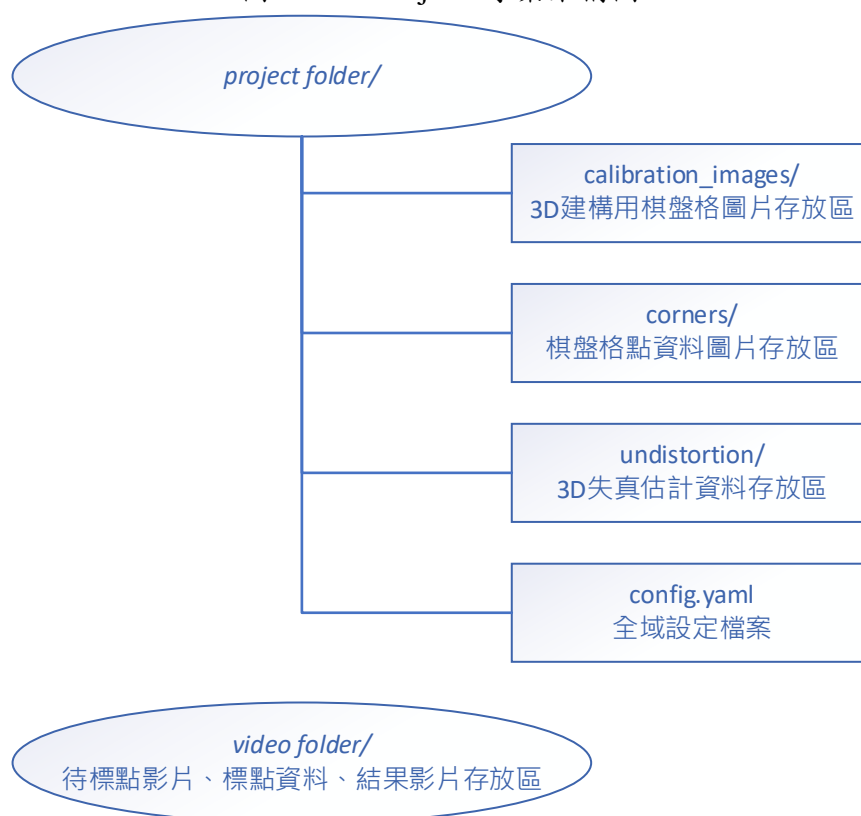 project folder/
calibration_images/
3D建構用棋盤格圖片存放區
corners/
棋盤格點資料圖片存放區
undistortion/
3D失真估計資料存放區
config.yaml
全域設定檔案
video folder/
待標點影片、標點資料、結果影片存放區